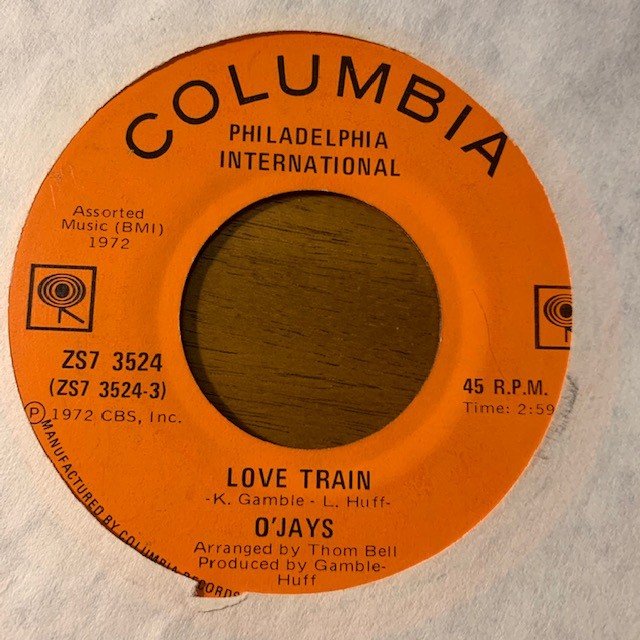 COLUMBIA
PHILADELPHIA
INTERNATIONAL
Assorted
Music (BMI)
1972
ZS7 3524
(ZS7 3524-3)
Ⓟ 1972 CBS, Inc.
45 R.P.M.
Time: 2:59
LOVE TRAIN
-K. Gamble - L. Huff-
O'JAYS
Arranged by Thom Bell
Produced by Gamble-
Huff
MANUFACTURED BY COLUMBIA RECORDS